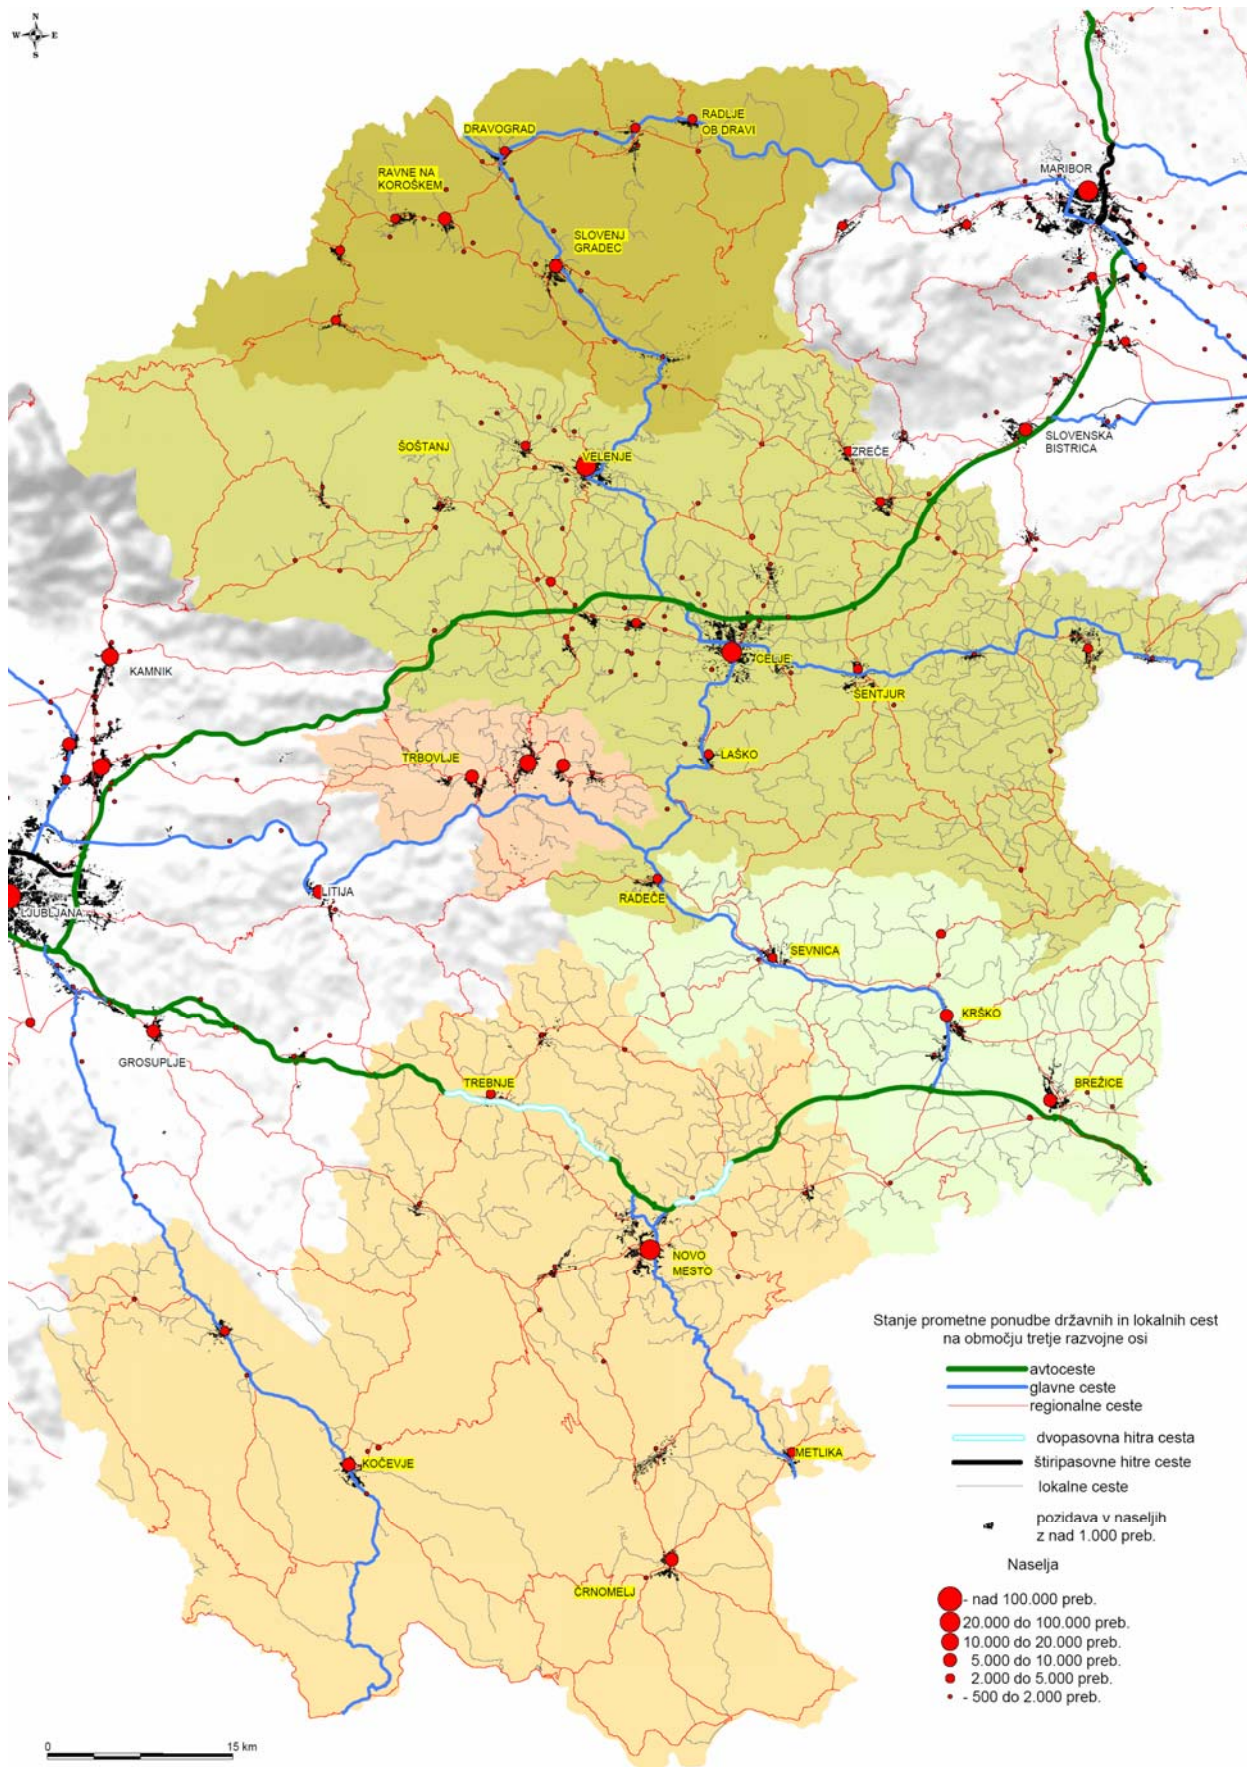 N
W E
S
DRAVOGRAD
RADLJE
OB DRAVI
RAVNE NA
KOROŠKEM
MARIBOR
SLOVENJ
GRADEC
ŠOŠTANJ
VELENJE
ZREČE
SLOVENSKA
BISTRICA
KAMNIK
CELJE
ŠENTJUR
TRBOVLJE
LAŠKO
LITIJA
LJUBLJANA
RADEČE
SEVNICA
KRŠKO
GROSUPLJE
TREBNJE
BREŽICE
NOVO
MESTO
KOČEVJE
METLIKA
ČRNOMELJ
Stanje prometne ponudbe državnih in lokalnih cest
na območju tretje razvojne osi
avtoceste
glavne ceste
regionalne ceste
dvopasovna hitra cesta
štiripasovne hitre ceste
lokalne ceste
pozidava v naseljih
z nad 1.000 preb.
Naselja
- nad 100.000 preb.
20.000 do 100.000 preb.
10.000 do 20.000 preb.
5.000 do 10.000 preb.
2.000 do 5.000 preb.
- 500 do 2.000 preb.
0 15 km